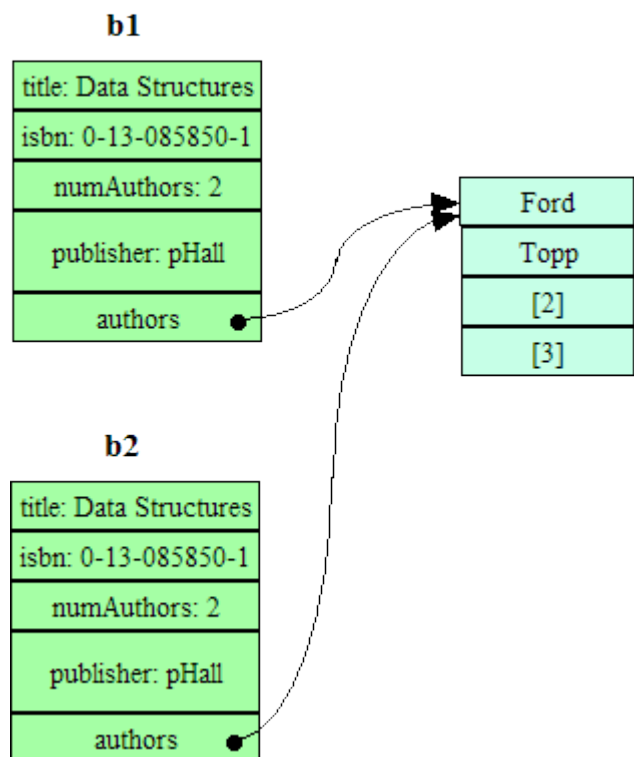 b1
title: Data Structures
isbn: 0-13-085850-1
numAuthors: 2
publisher: pHall
authors
Ford
Topp
[2]
[3]
b2
title: Data Structures
isbn: 0-13-085850-1
numAuthors: 2
publisher: pHall
authors